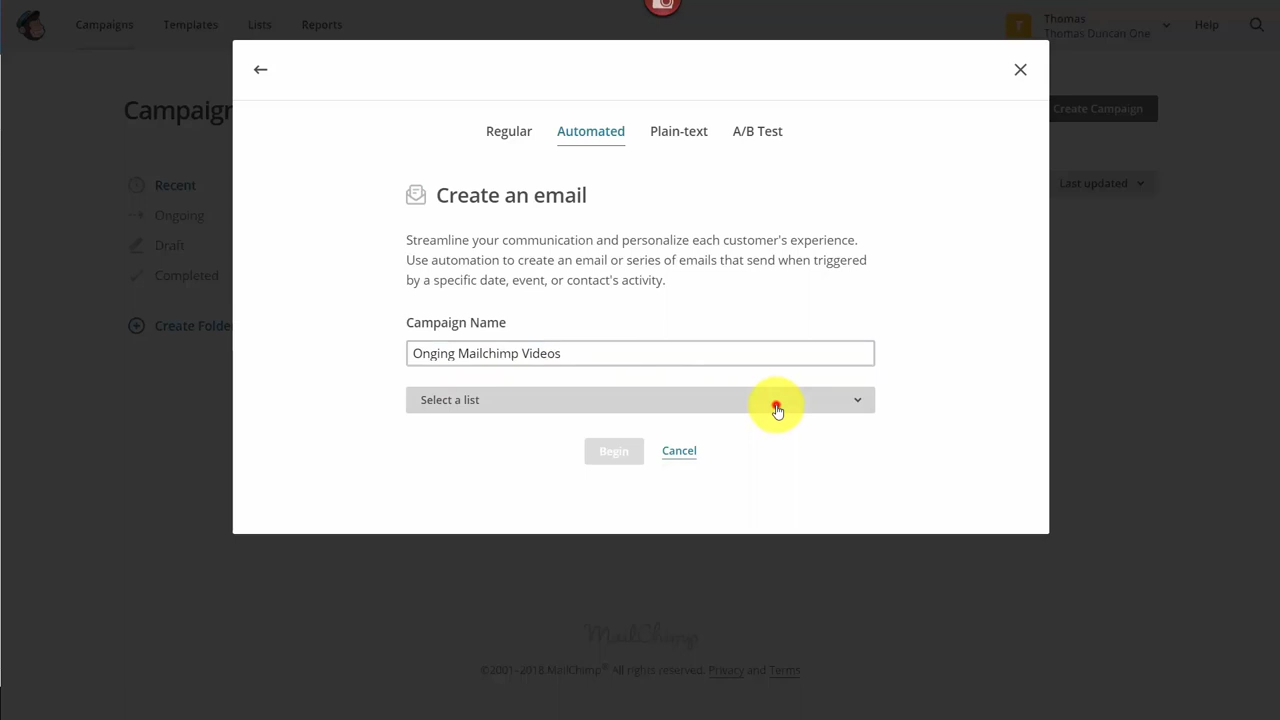 Campaigns Templates Lists Reports
Thomas
Thomas Duncan One
Help
Campaign
Create Campaign
Regular Automated Plain-text A/B Test
Recent
Last updated
Create an email
Ongoing
Draft
Streamline your communication and personalize each customer's experience.
Use automation to create an email or series of emails that send when triggered
by a specific date, event, or contact's activity.
Completed
Create Folde
Campaign Name
Onging Mailchimp Videos
Select a list
Begin Cancel
MailChimp
©2001–2018 MailChimp® All rights reserved. Privacy and Terms